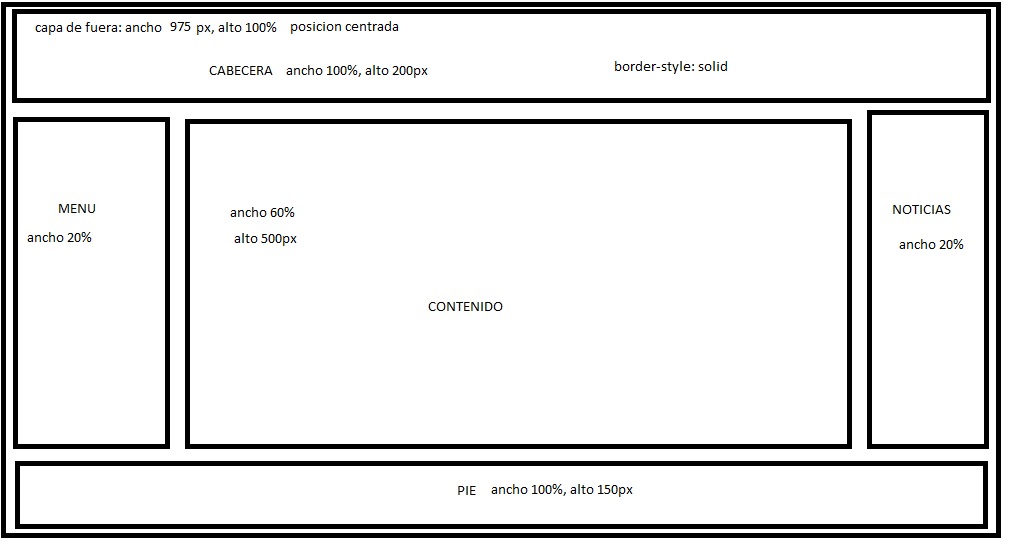 capa de fuera: ancho 975 px, alto 100% posicion centrada
CABECERA ancho 100%, alto 200px border-style: solid
MENU
ancho 20%
ancho 60%
alto 500px
CONTENIDO
NOTICIAS
ancho 20%
PIE ancho 100%, alto 150px